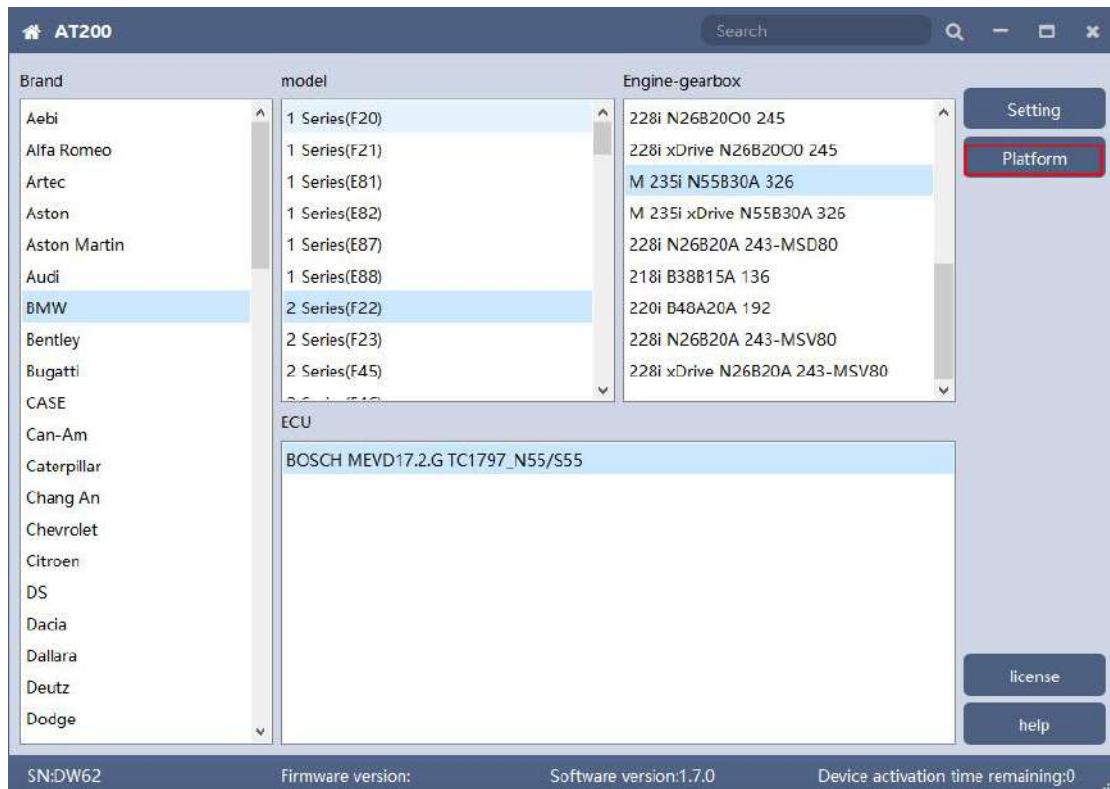 AT200
Search
Brand
Aebi
Alfa Romeo
Artec
Aston
Aston Martin
Audi
BMW
Bentley
Bugatti
CASE
Can-Am
Caterpillar
Chang An
Chevrolet
Citroen
DS
Dacia
Dallara
Deutz
Dodge
model
1 Series(F20)
1 Series(F21)
1 Series(E81)
1 Series(E82)
1 Series(E87)
1 Series(E88)
2 Series(F22)
2 Series(F23)
2 Series(F45)
Engine-gearbox
228i N26B20O0 245
228i xDrive N26B20O0 245
M 235i N55B30A 326
M 235i xDrive N55B30A 326
228i N26B20A 243-MSD80
218i B38B15A 136
220i B48A20A 192
228i N26B20A 243-MSV80
228i xDrive N26B20A 243-MSV80
ECU
BOSCH MEVD17.2.G TC1797_N55/S55
Setting
Platform
license
help
SN:DW62
Firmware version:
Software version:1.7.0
Device activation time remaining:0